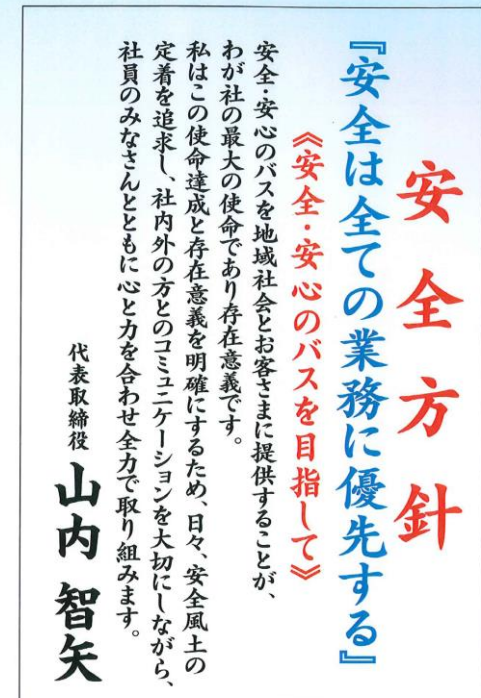 安全方針
『安全は全ての業務に優先する』
《安全・安心のバスを目指して》
安全・安心のバスを地域社会とお客さまに提供することが、
わが社の最大の使命であり存在意義です。
私はこの使命達成と存在意義を明確にするため、日々、安全風土の
定着を追求し、社内外の方とのコミュニケーションを大切にしながら、
社員のみなさんとともに心と力を合わせ全力で取り組みます。
代表取締役 山内 智矢